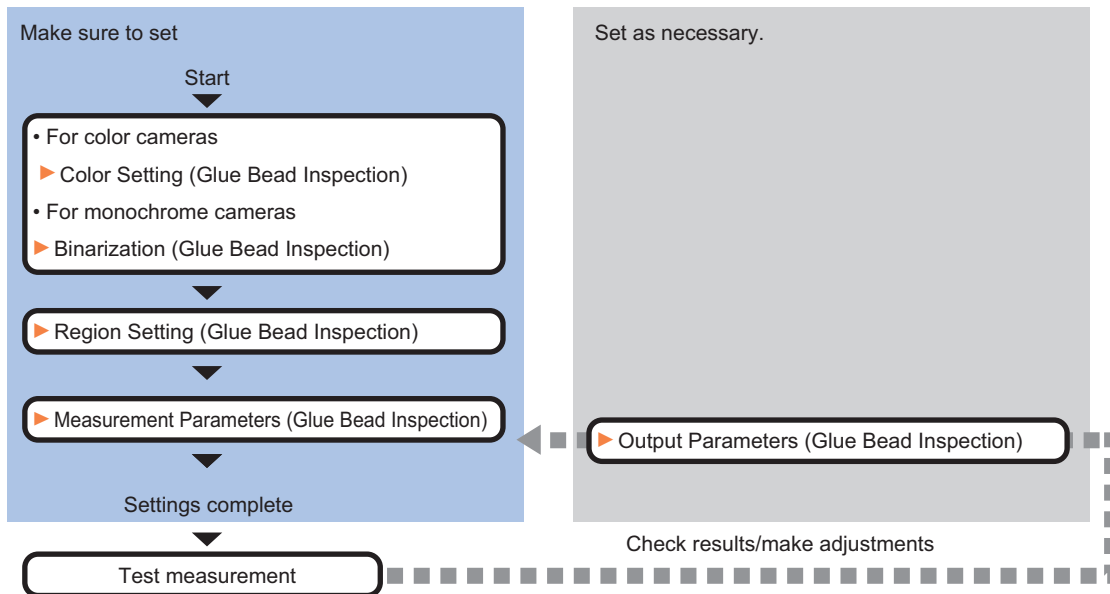 Make sure to set
Start
• For color cameras
Color Setting (Glue Bead Inspection)
• For monochrome cameras
Binarization (Glue Bead Inspection)
Region Setting (Glue Bead Inspection)
Measurement Parameters (Glue Bead Inspection)
Settings complete
Test measurement
Set as necessary.
Output Parameters (Glue Bead Inspection)
Check results/make adjustments